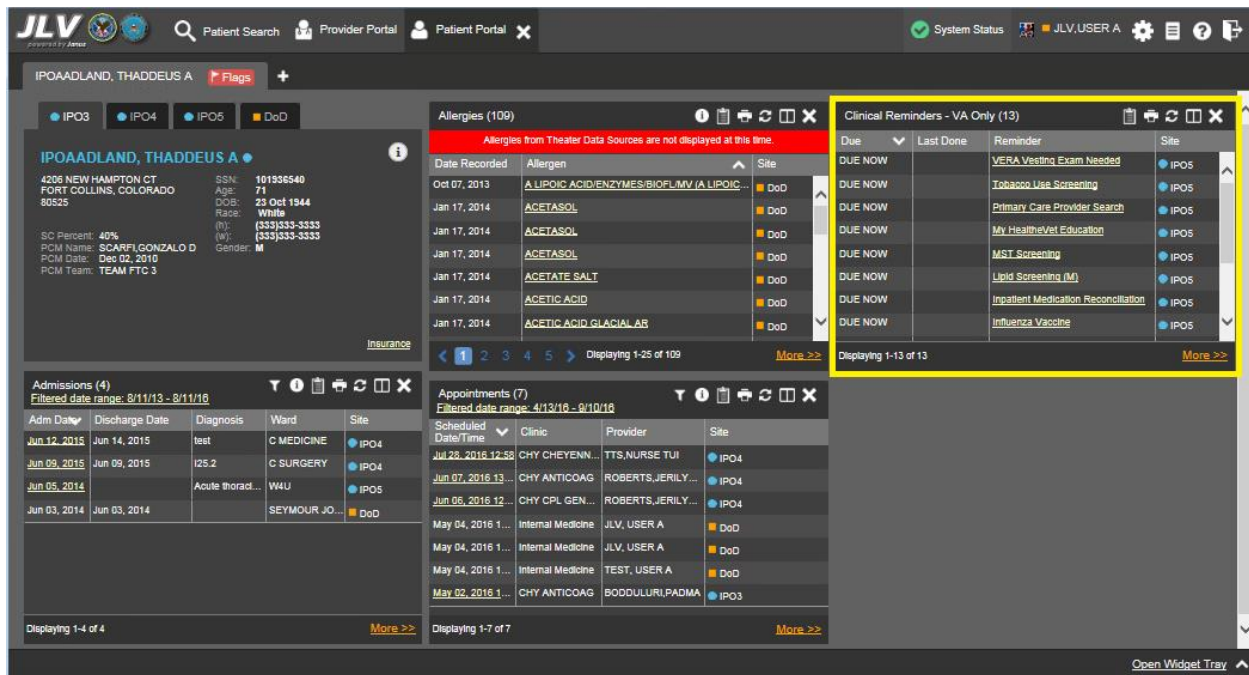 JLV Patient Search Provider Portal Patient Portal System Status JLV,USER A
powered by Janus
IPOAADLAND, THADDEUS A Flags
IPO3 IPO4 IPO5 DoD
IPOAADLAND, THADDEUS A
4206 NEW HAMPTON CT
FORT COLLINS, COLORADO
80525
SSN: 101936540
Age: 71
DOB: 23 Oct 1944
Race: White
(h): (333)333-3333
(w): (333)333-3333
Gender: M
SC Percent: 40%
PCM Name: SCARFI,GONZALO D
PCM Date: Dec 02, 2010
PCM Team: TEAM FTC 3
Insurance
Allergies (109)
Allergies from Theater Data Sources are not displayed at this time.
Date Recorded Allergen Site
Oct 07, 2013 A LIPOIC ACID/ENZYMES/BIOFL/MV (A LIPOIC... DoD
Jan 17, 2014 ACETASOL DoD
Jan 17, 2014 ACETASOL DoD
Jan 17, 2014 ACETASOL DoD
Jan 17, 2014 ACETATE SALT DoD
Jan 17, 2014 ACETIC ACID DoD
Jan 17, 2014 ACETIC ACID GLACIAL AR DoD
1 2 3 4 5 Displaying 1-25 of 109 More >>
Clinical Reminders - VA Only (13)
Due Last Done Reminder Site
DUE NOW VERA Vesting Exam Needed IPO5
DUE NOW Tobacco Use Screening IPO5
DUE NOW Primary Care Provider Search IPO5
DUE NOW My HealtheVet Education IPO5
DUE NOW MST Screening IPO5
DUE NOW Lipid Screening (M) IPO5
DUE NOW Inpatient Medication Reconciliation IPO5
DUE NOW Influenza Vaccine IPO5
Displaying 1-13 of 13 More >>
Admissions (4)
Filtered date range: 8/11/13 - 8/11/16
Adm Date Discharge Date Diagnosis Ward Site
Jun 12, 2015 Jun 14, 2015 test C MEDICINE IPO4
Jun 09, 2015 Jun 09, 2015 I25.2 C SURGERY IPO4
Jun 05, 2014 Acute thoraci... W4U IPO5
Jun 03, 2014 Jun 03, 2014 SEYMOUR JO... DoD
Displaying 1-4 of 4 More >>
Appointments (7)
Filtered date range: 4/13/16 - 9/10/16
Scheduled Date/Time Clinic Provider Site
Jul 28, 2016 12:58 CHY CHEYENN... TTS,NURSE TUI IPO4
Jun 07, 2016 13... CHY ANTICOAG ROBERTS,JERILY... IPO4
Jun 06, 2016 12... CHY CPL GEN... ROBERTS,JERILY... IPO4
May 04, 2016 1... Internal Medicine JLV, USER A DoD
May 04, 2016 1... Internal Medicine JLV, USER A DoD
May 04, 2016 1... Internal Medicine TEST, USER A DoD
May 02, 2016 1... CHY ANTICOAG BODDULURI,PADMA IPO3
Displaying 1-7 of 7 More >>
Open Widget Tray